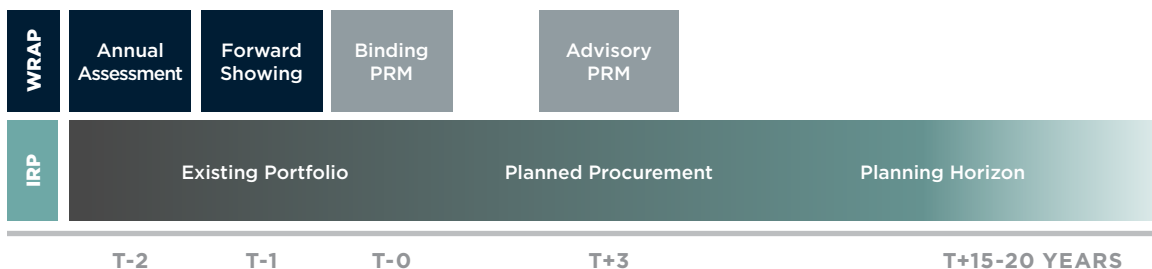 WRAP
Annual
Assessment
Forward
Showing
Binding
PRM
Advisory
PRM
IRP
Existing Portfolio
Planned Procurement
Planning Horizon
T-2
T-1
T-0
T+3
T+15-20 YEARS